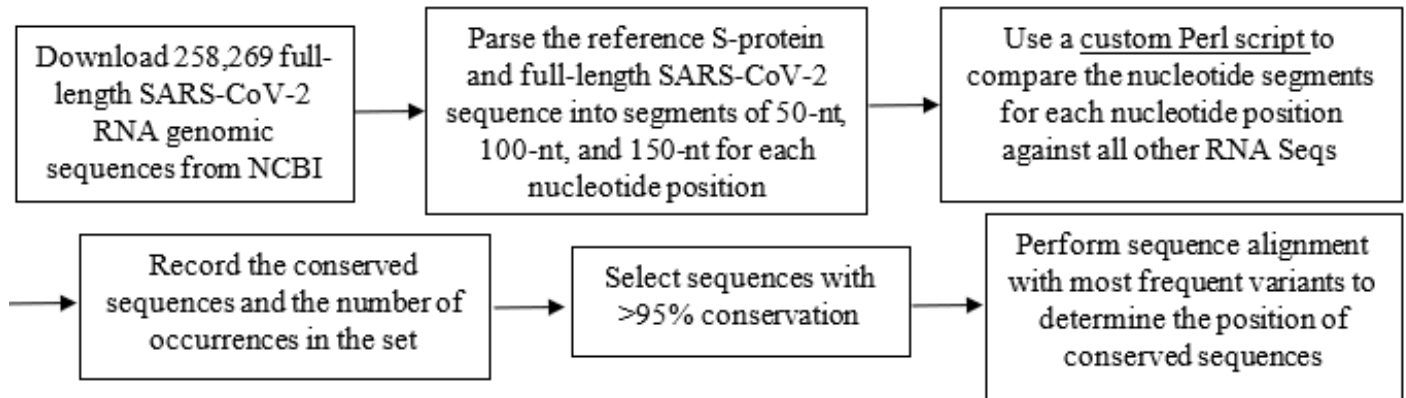 Download 258,269 full-
length SARS-CoV-2
RNA genomic
sequences from NCBI
Parse the reference S-protein
and full-length SARS-CoV-2
sequence into segments of 50-nt,
100-nt, and 150-nt for each
nucleotide position
Use a custom Perl script to
compare the nucleotide segments
for each nucleotide position
against all other RNA Seqs
Record the conserved
sequences and the number of
occurrences in the set
Select sequences with
>95% conservation
Perform sequence alignment
with most frequent variants to
determine the position of
conserved sequences